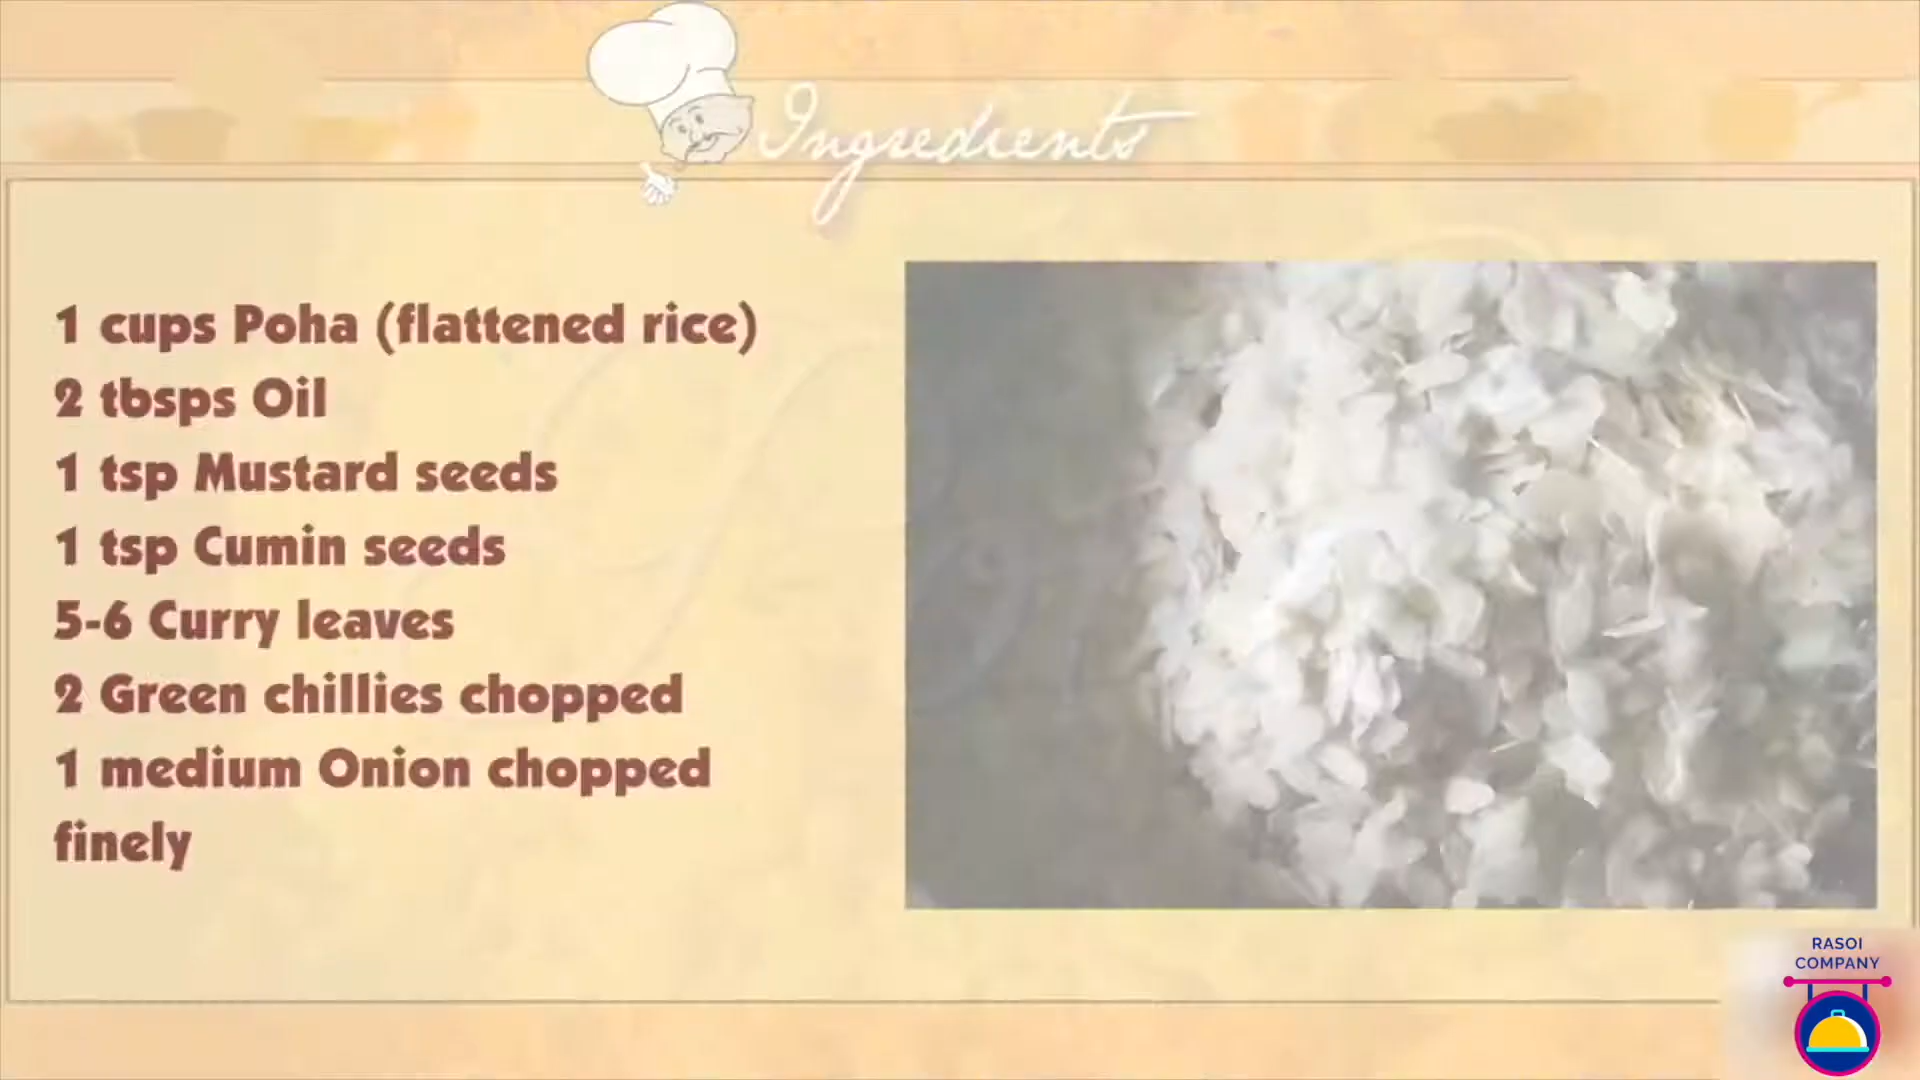 Ingredients
1 cups Poha (flattened rice)
2 tbsps Oil
1 tsp Mustard seeds
1 tsp Cumin seeds
5-6 Curry leaves
2 Green chillies chopped
1 medium Onion chopped
finely
RASOI
COMPANY